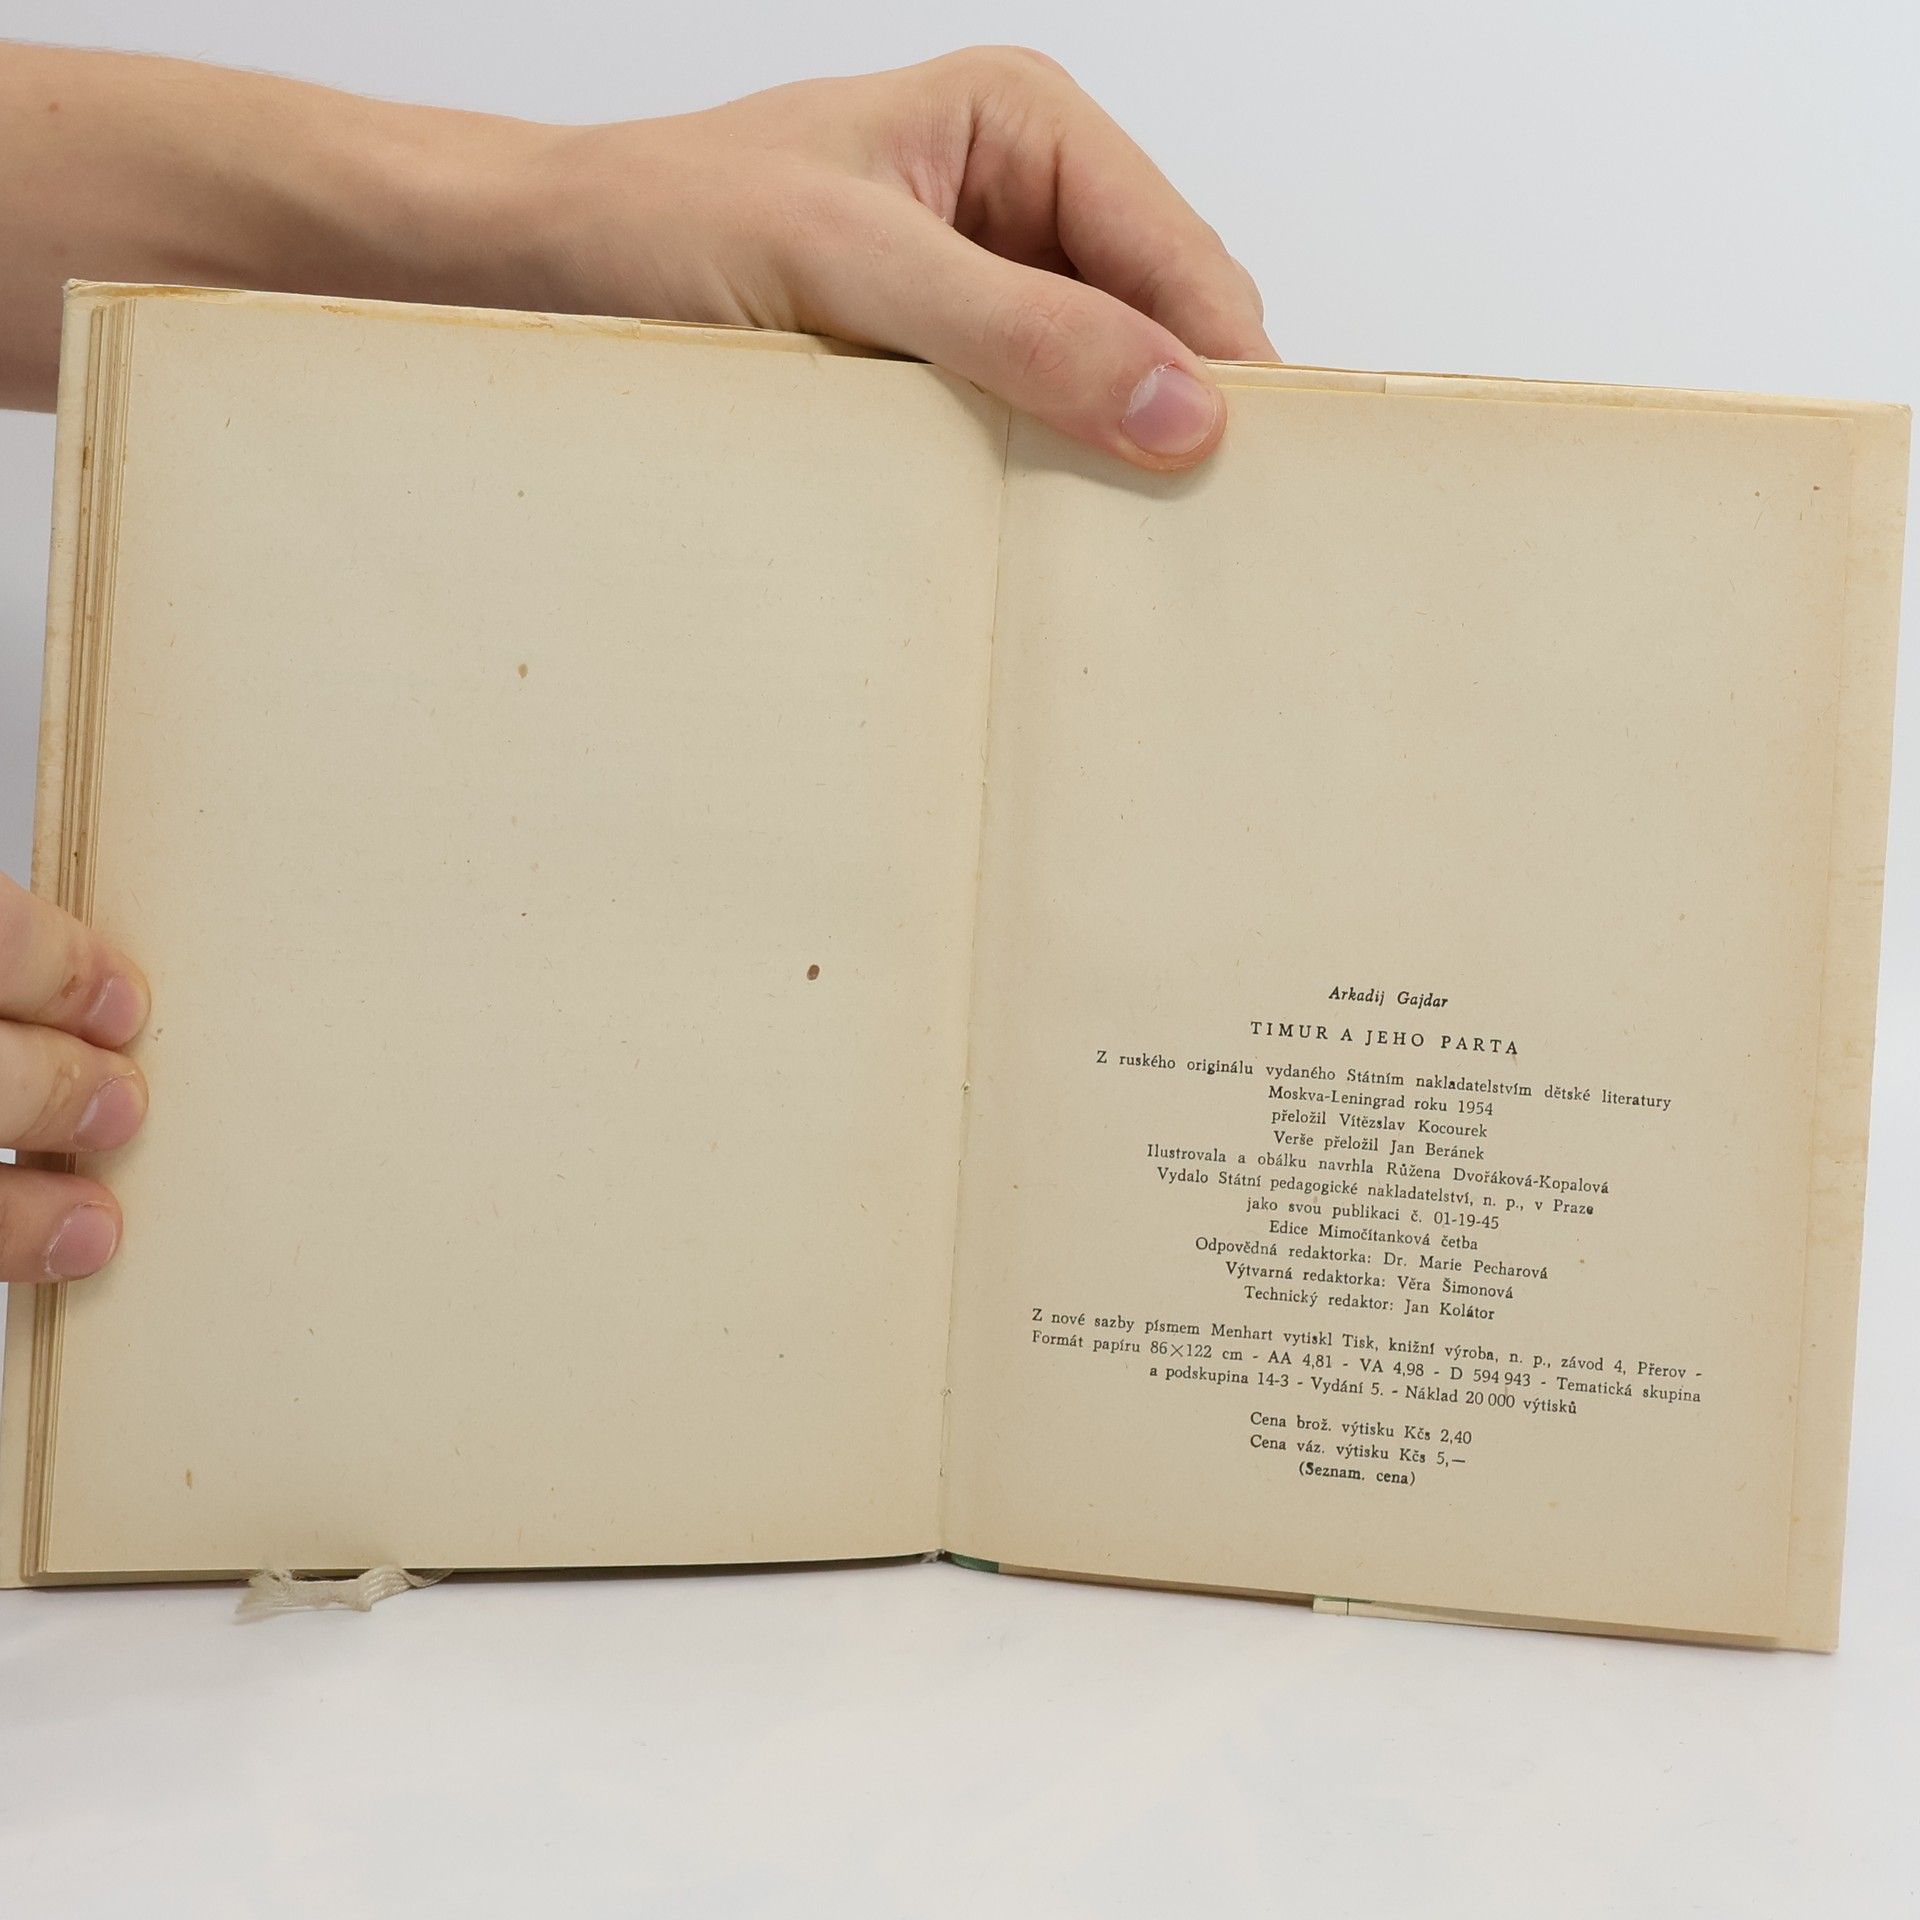 Arkadij Gajdar
TIMUR A JEHO PARTA
Z ruského originálu vydaného Státním nakladatelstvím dětské literatury
Moskva-Leningrad roku 1954
přeložil Vítězslav Kocourek
Verše přeložil Jan Beránek
Ilustrovala a obálku navrhla Růžena Dvořáková-Kopalová
Vydalo Státní pedagogické nakladatelství, n. p., v Praze
jako svou publikaci č. 01-19-45
Edice Mimočítanková četba
Odpovědná redaktorka: Dr. Marie Pecharová
Výtvarná redaktorka: Věra Šimonová
Technický redaktor: Jan Kolátor
Z nové sazby písmem Menhart vytiskl Tisk, knižní výroba, n. p., závod 4, Přerov -
Formát papíru 86×122 cm - AA 4,81 - VA 4,98 - D 594 943 - Tematická skupina
a podskupina 14-3 - Vydání 5. - Náklad 20 000 výtisků
Cena brož. výtisku Kčs 2,40
Cena váz. výtisku Kčs 5,—
(Seznam. cena)